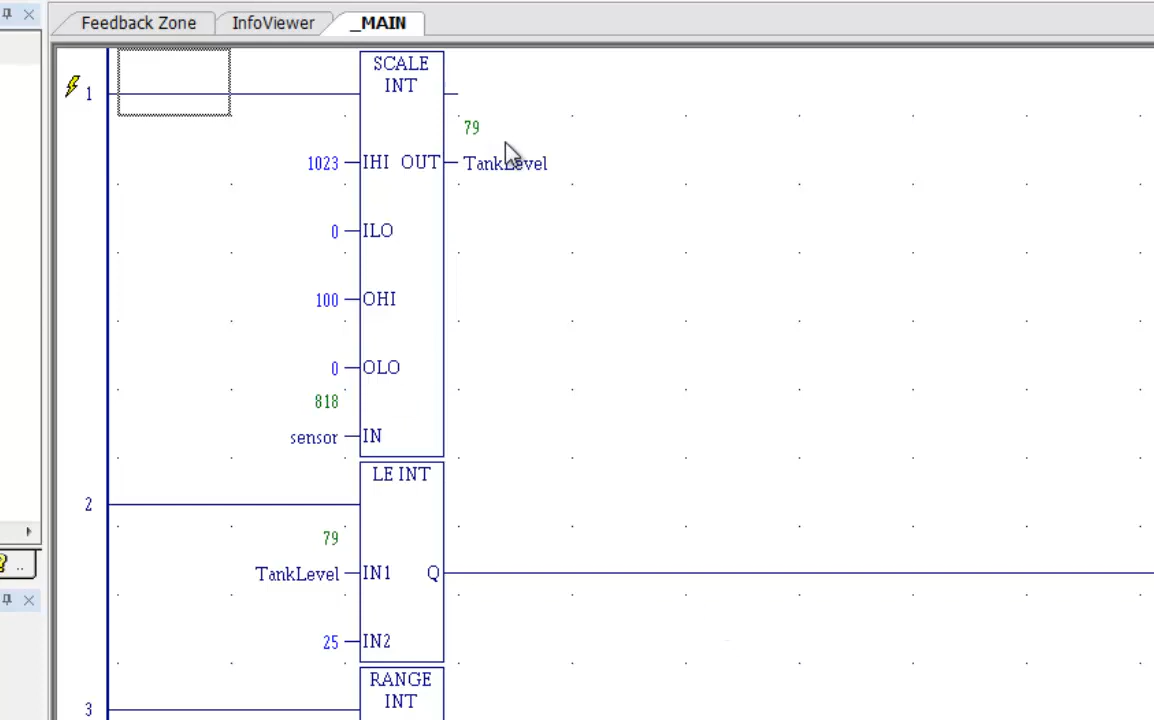 Feedback Zone InfoViewer _MAIN
SCALE
INT
1
79
1023 IHI OUT TankLevel
0 ILO
100 OHI
0 OLO
818
sensor IN
LE INT
2
79
TankLevel IN1 Q
25 IN2
RANGE
INT
3
? ..